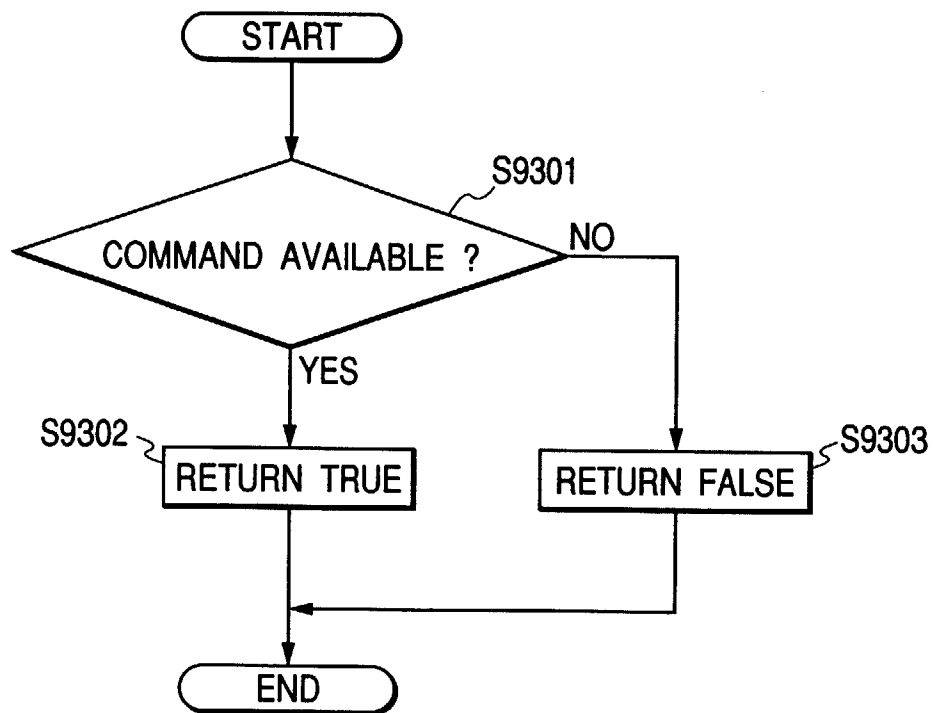 START
S9301
COMMAND AVAILABLE ?
NO
YES
S9302
RETURN TRUE
S9303
RETURN FALSE
END